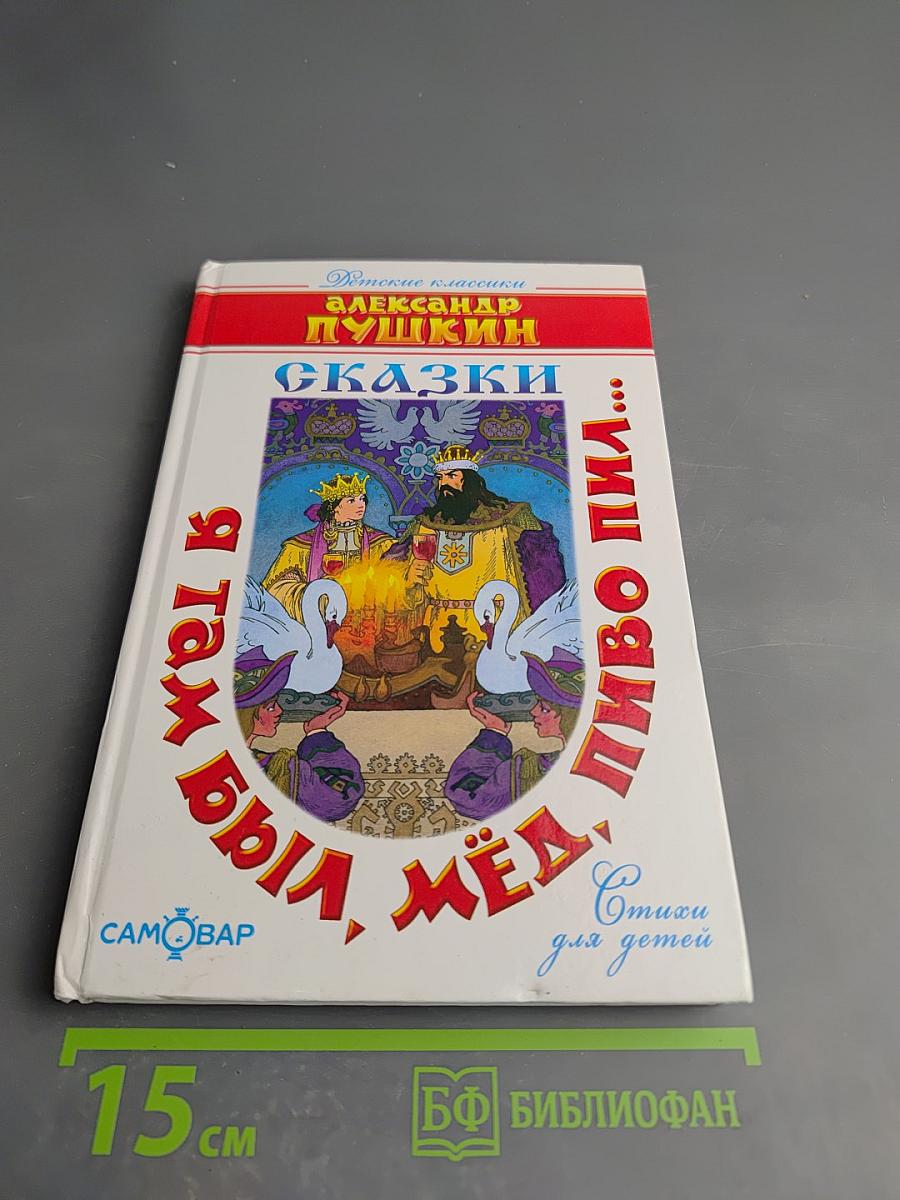 Детские классики
АЛЕКСАНДР
ПУШКИН
СКАЗКИ
Я ТАМ БЫЛ, МЁД, ПИВО ПИЛ...
Стихи
для детей
САМОВАР
15 см
БФ БИБЛИОФАН